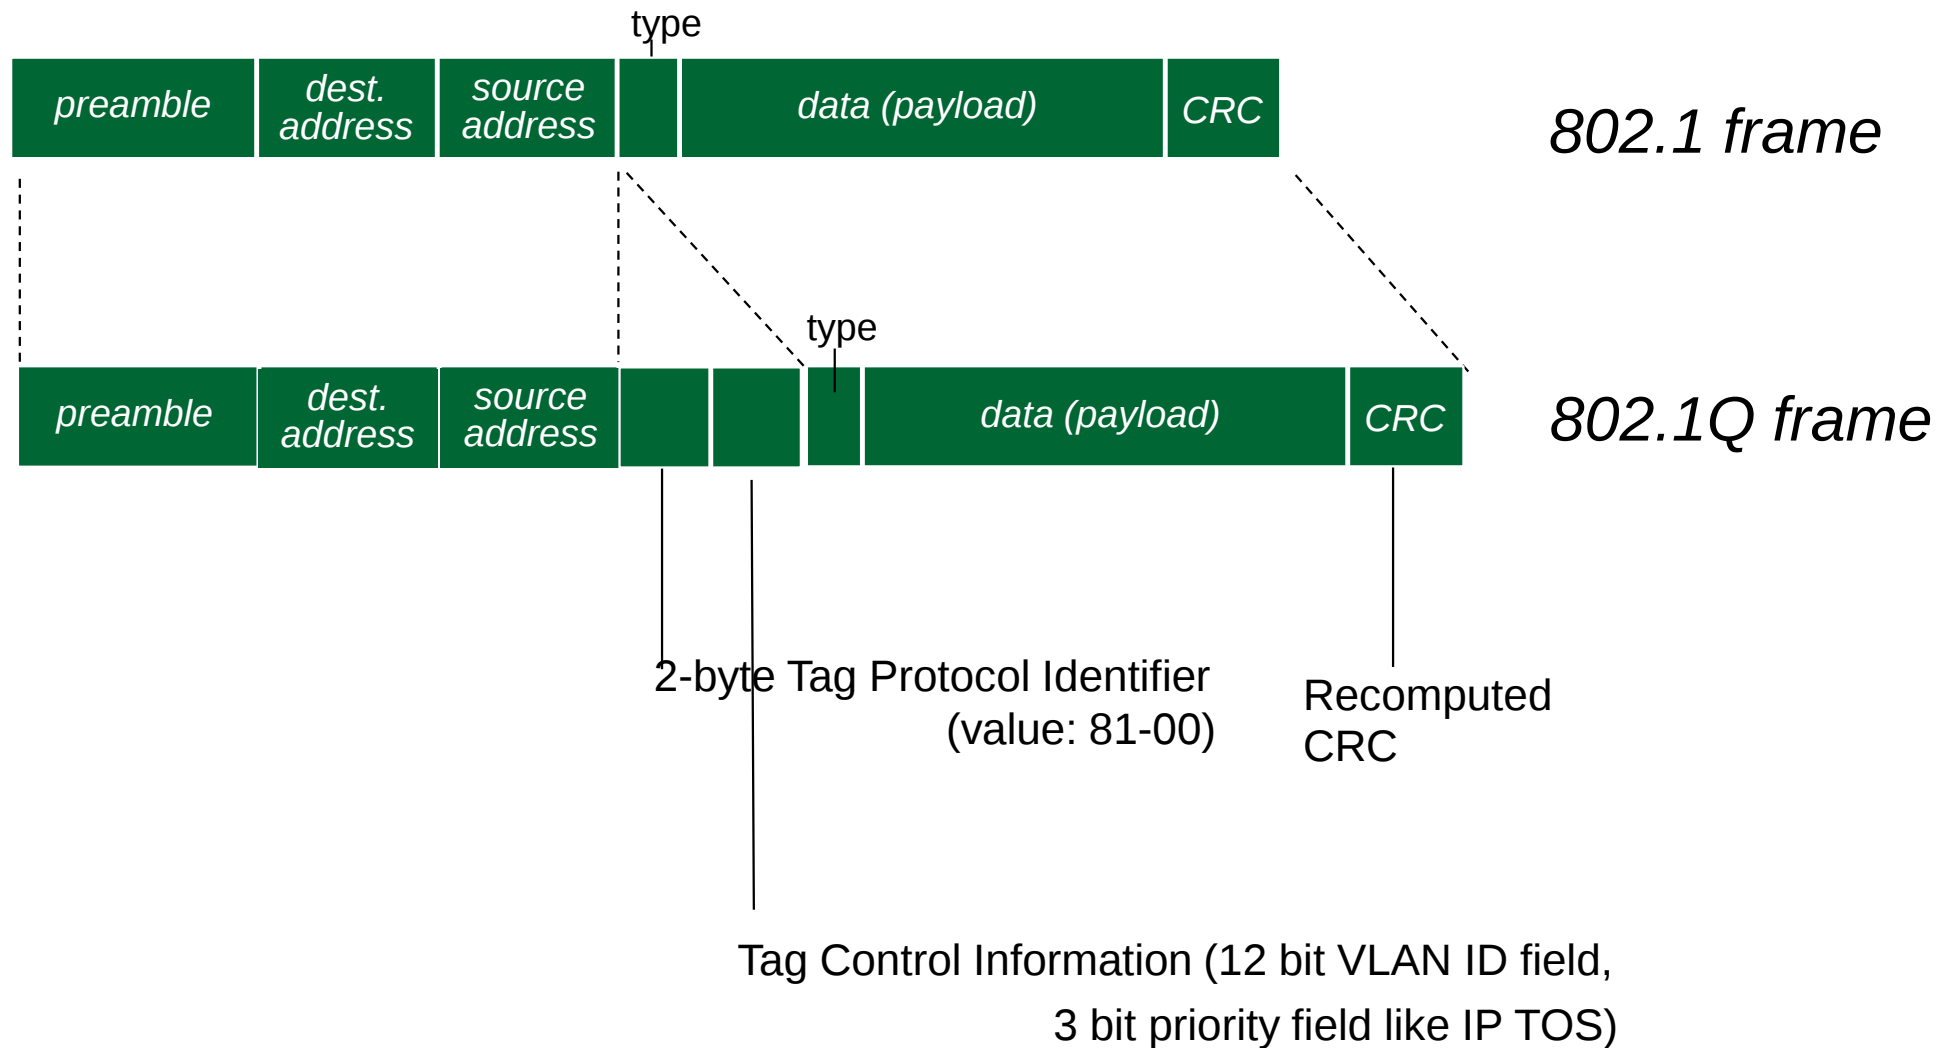 type
preamble
dest.
address
source
address
data (payload)
CRC
802.1 frame
type
preamble
dest.
address
source
address
data (payload)
CRC
802.1Q frame
2-byte Tag Protocol Identifier
(value: 81-00)
Recomputed
CRC
Tag Control Information (12 bit VLAN ID field,
3 bit priority field like IP TOS)